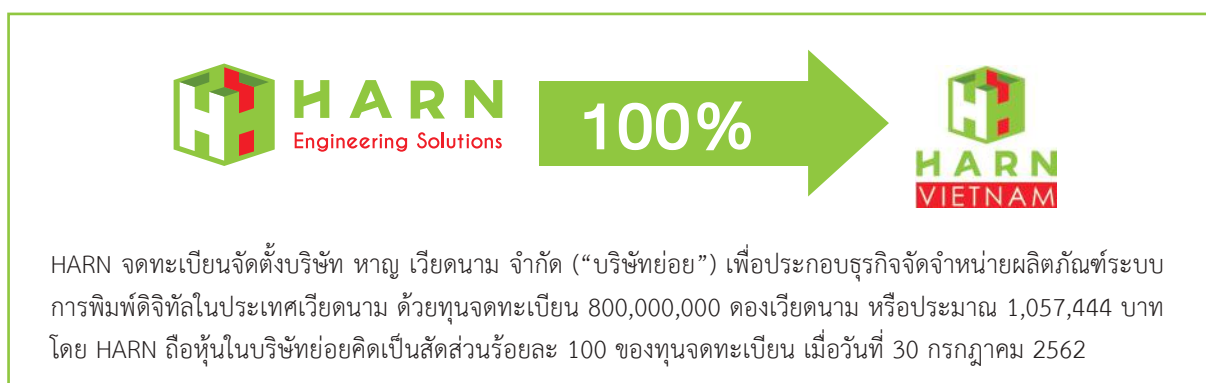 HARN
Engineering Solutions
100%
HARN
VIETNAM
HARN จดทะเบียนจัดตั้งบริษัท หาญ เวียดนาม จำกัด (“บริษัทย่อย”) เพื่อประกอบธุรกิจจัดจำหน่ายผลิตภัณฑ์ระบบ
การพิมพ์ดิจิทัลในประเทศเวียดนาม ด้วยทุนจดทะเบียน 800,000,000 ดองเวียดนาม หรือประมาณ 1,057,444 บาท
โดย HARN ถือหุ้นในบริษัทย่อยคิดเป็นสัดส่วนร้อยละ 100 ของทุนจดทะเบียน เมื่อวันที่ 30 กรกฎาคม 2562